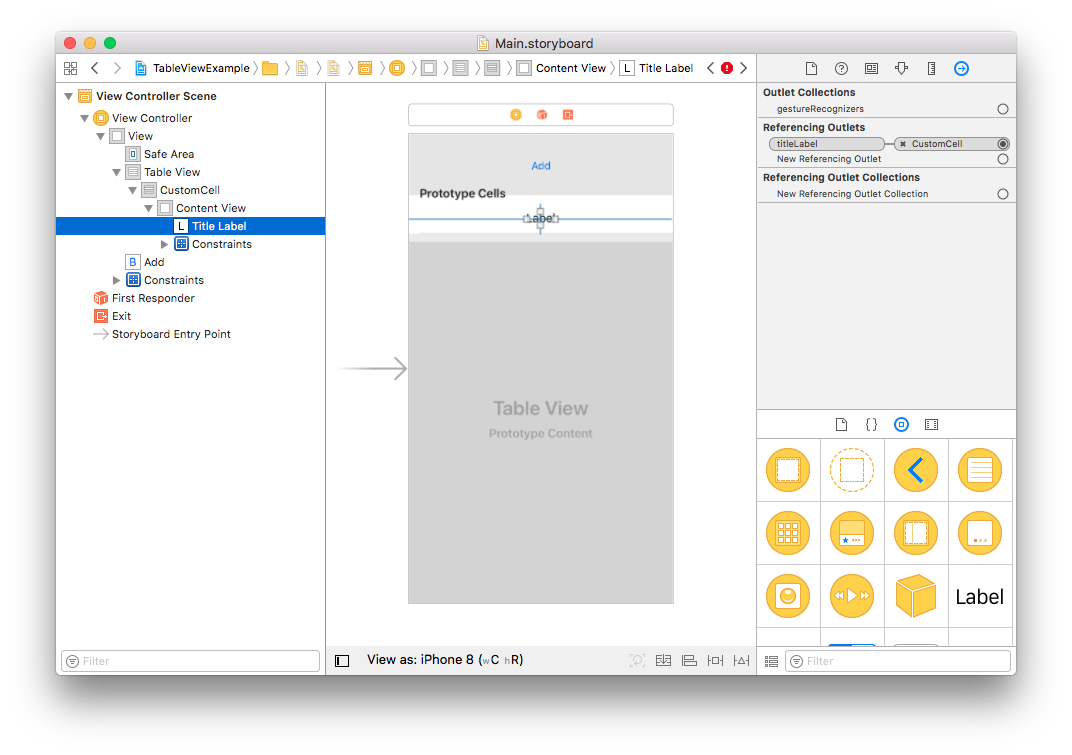 Main.storyboard
TableViewExample
Content View
L Title Label
View Controller Scene
View Controller
View
Safe Area
Table View
CustomCell
Content View
L Title Label
Constraints
B Add
Constraints
First Responder
Exit
Storyboard Entry Point
Filter
Add
Prototype Cells
Label
Table View
Prototype Content
View as: iPhone 8 (wC hR)
Outlet Collections
gestureRecognizers
Referencing Outlets
titleLabel CustomCell
New Referencing Outlet
Referencing Outlet Collections
New Referencing Outlet Collection
{ }
Label
Filter